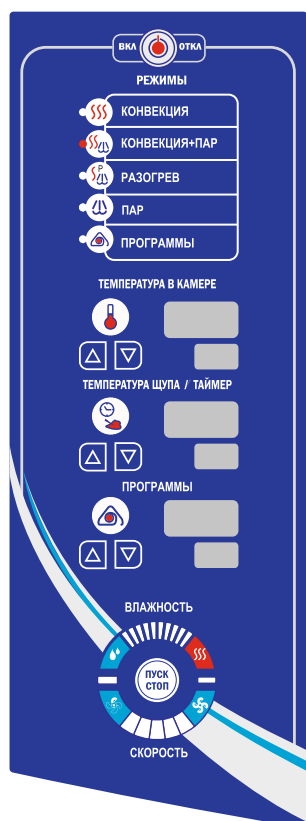 ВКЛ ОТКЛ
РЕЖИМЫ
КОНВЕКЦИЯ
КОНВЕКЦИЯ+ПАР
P
РАЗОГРЕВ
ПАР
ПРОГРАММЫ
ТЕМПЕРАТУРА В КАМЕРЕ
ТЕМПЕРАТУРА ЩУПА / ТАЙМЕР
ПРОГРАММЫ
ВЛАЖНОСТЬ
ПУСК
СТОП
СКОРОСТЬ